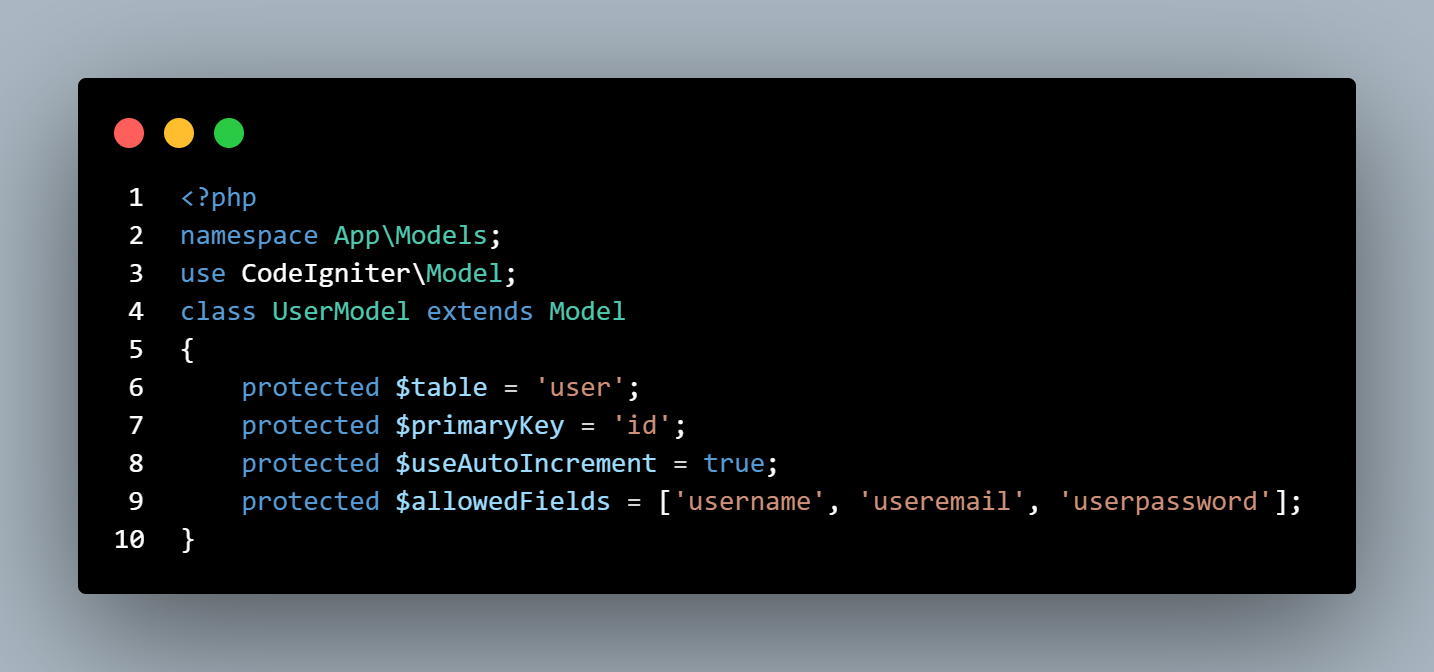 1 <?php
2 namespace App\Models;
3 use CodeIgniter\Model;
4 class UserModel extends Model
5 {
6     protected $table = 'user';
7     protected $primaryKey = 'id';
8     protected $useAutoIncrement = true;
9     protected $allowedFields = ['username', 'useremail', 'userpassword'];
10 }